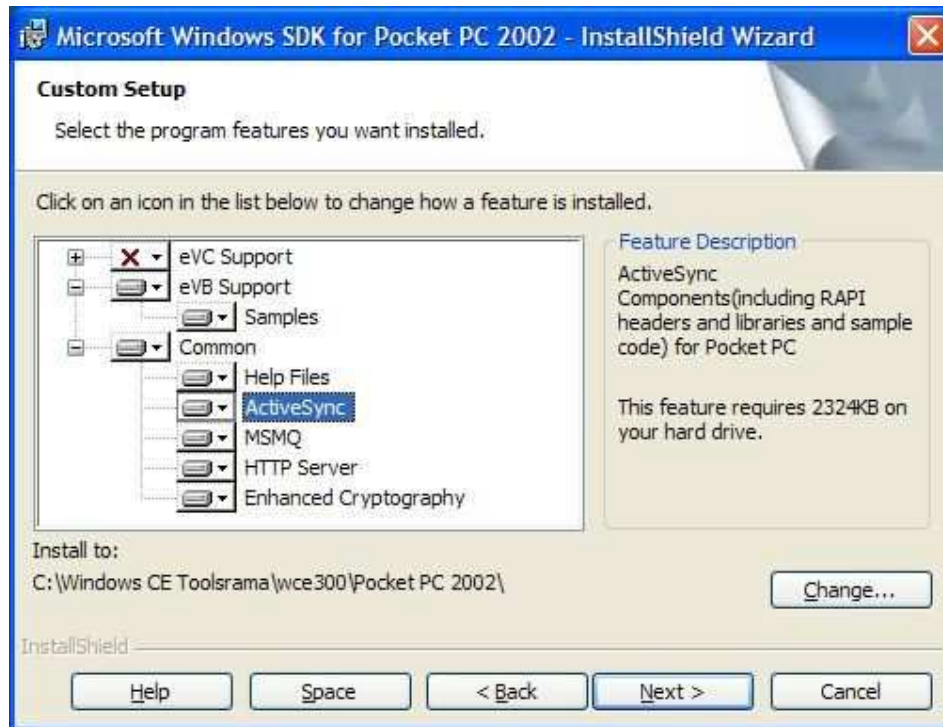 Microsoft Windows SDK for Pocket PC 2002 - InstallShield Wizard
Custom Setup
Select the program features you want installed.
Click on an icon in the list below to change how a feature is installed.
eVC Support
eVB Support
Samples
Common
Help Files
ActiveSync
MSMQ
HTTP Server
Enhanced Cryptography
Feature Description
ActiveSync
Components(including RAPI
headers and libraries and sample
code) for Pocket PC
This feature requires 2324KB on
your hard drive.
Install to:
C:\Windows CE Toolsrama\wce300\Pocket PC 2002\
Change...
InstallShield
Help
Space
< Back
Next >
Cancel